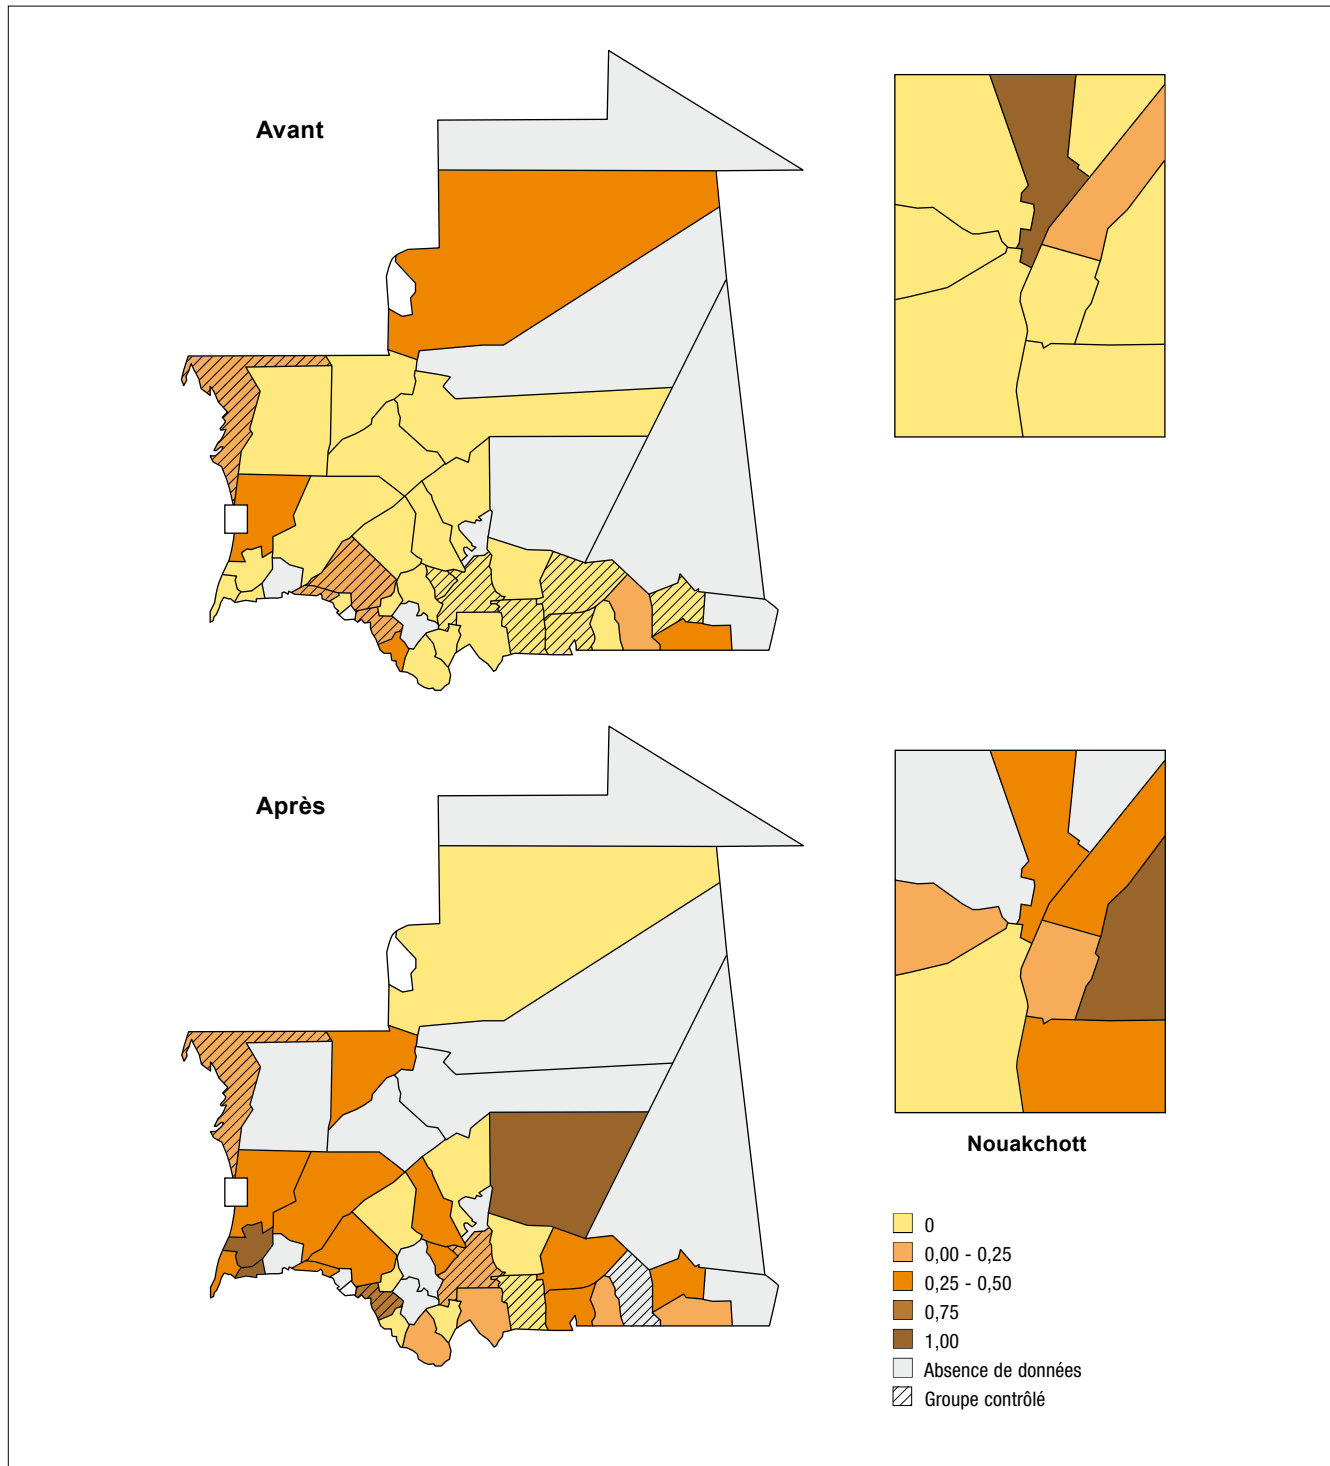 Avant
Après
Nouakchott
0
0,00 - 0,25
0,25 - 0,50
0,75
1,00
Absence de données
Groupe contrôlé